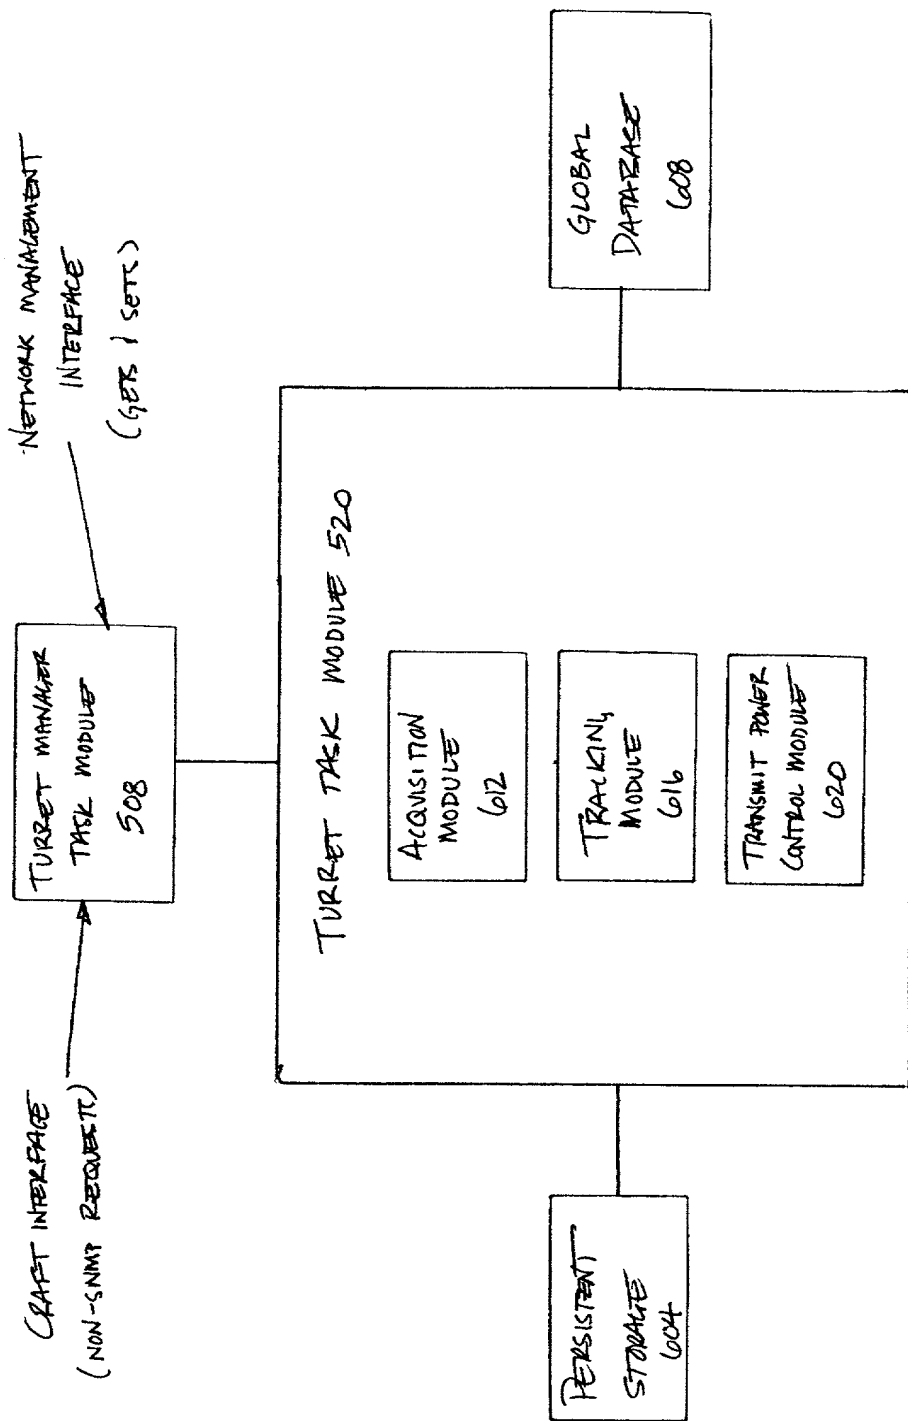 CRAFT INTERFACE
(NON-SNMP REQUESTS)
TURRET MANAGER
TASK MODULE
508
NETWORK MANAGEMENT
INTERFACE
(GETS / SETS)
TURRET TASK MODULE 520
ACQUISITION
MODULE
612
TRACKING
MODULE
616
TRANSMIT POWER
CONTROL MODULE
620
PERSISTENT
STORAGE
604
GLOBAL
DATABASE
608